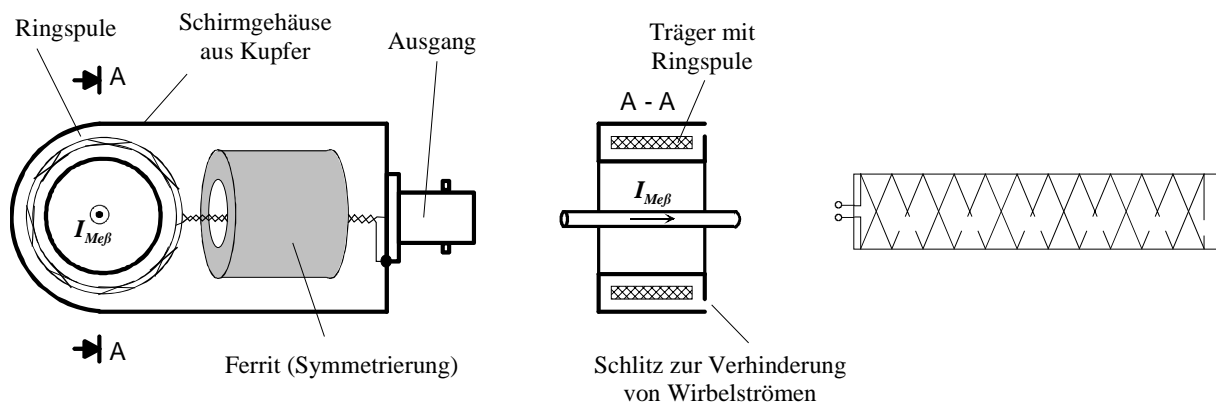 Ringspule
Schirmgehäuse
aus Kupfer
Ausgang
Träger mit
Ringspule
A
A - A
I_Meß
I_Meß
A
Ferrit (Symmetrierung)
Schlitz zur Verhinderung
von Wirbelströmen